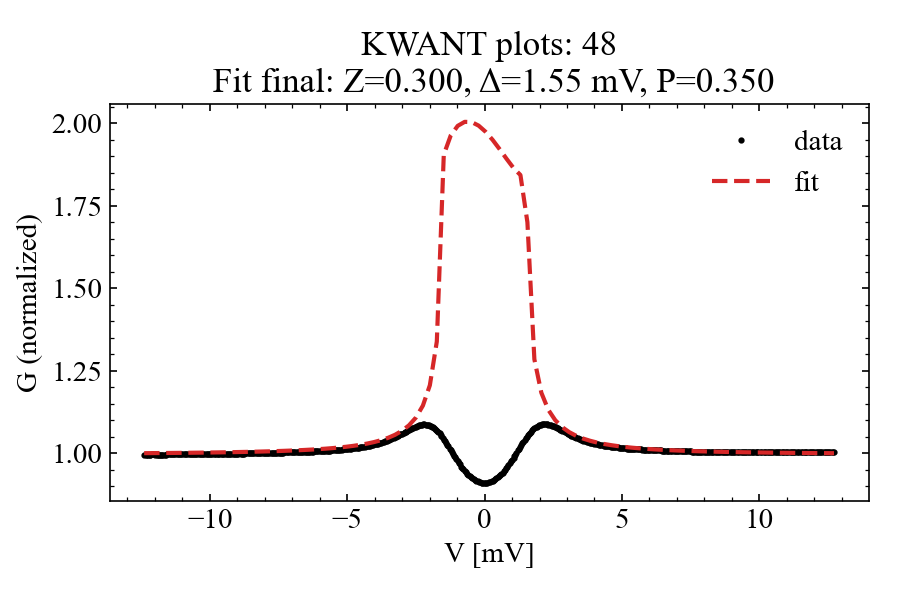 KWANT plots: 48
Fit final: Z=0.300, Δ=1.55 mV, P=0.350
data
fit
G (normalized)
2.00
1.75
1.50
1.25
1.00
−10
−5
0
5
10
V [mV]